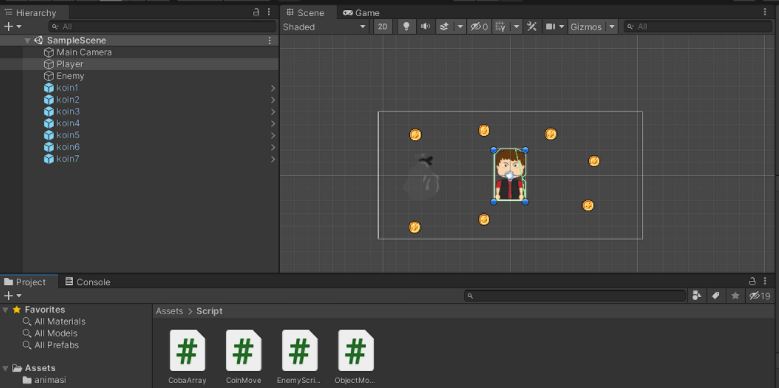 Hierarchy
All
SampleScene
Main Camera
Player
Enemy
koin1
koin2
koin3
koin4
koin5
koin6
koin7
Scene
Game
Shaded
2D
0
Gizmos
All
Project
Console
19
Favorites
All Materials
All Models
All Prefabs
Assets
animasi
Assets > Script
CobaArray
CoinMove
EnemyScri...
ObjectMo...